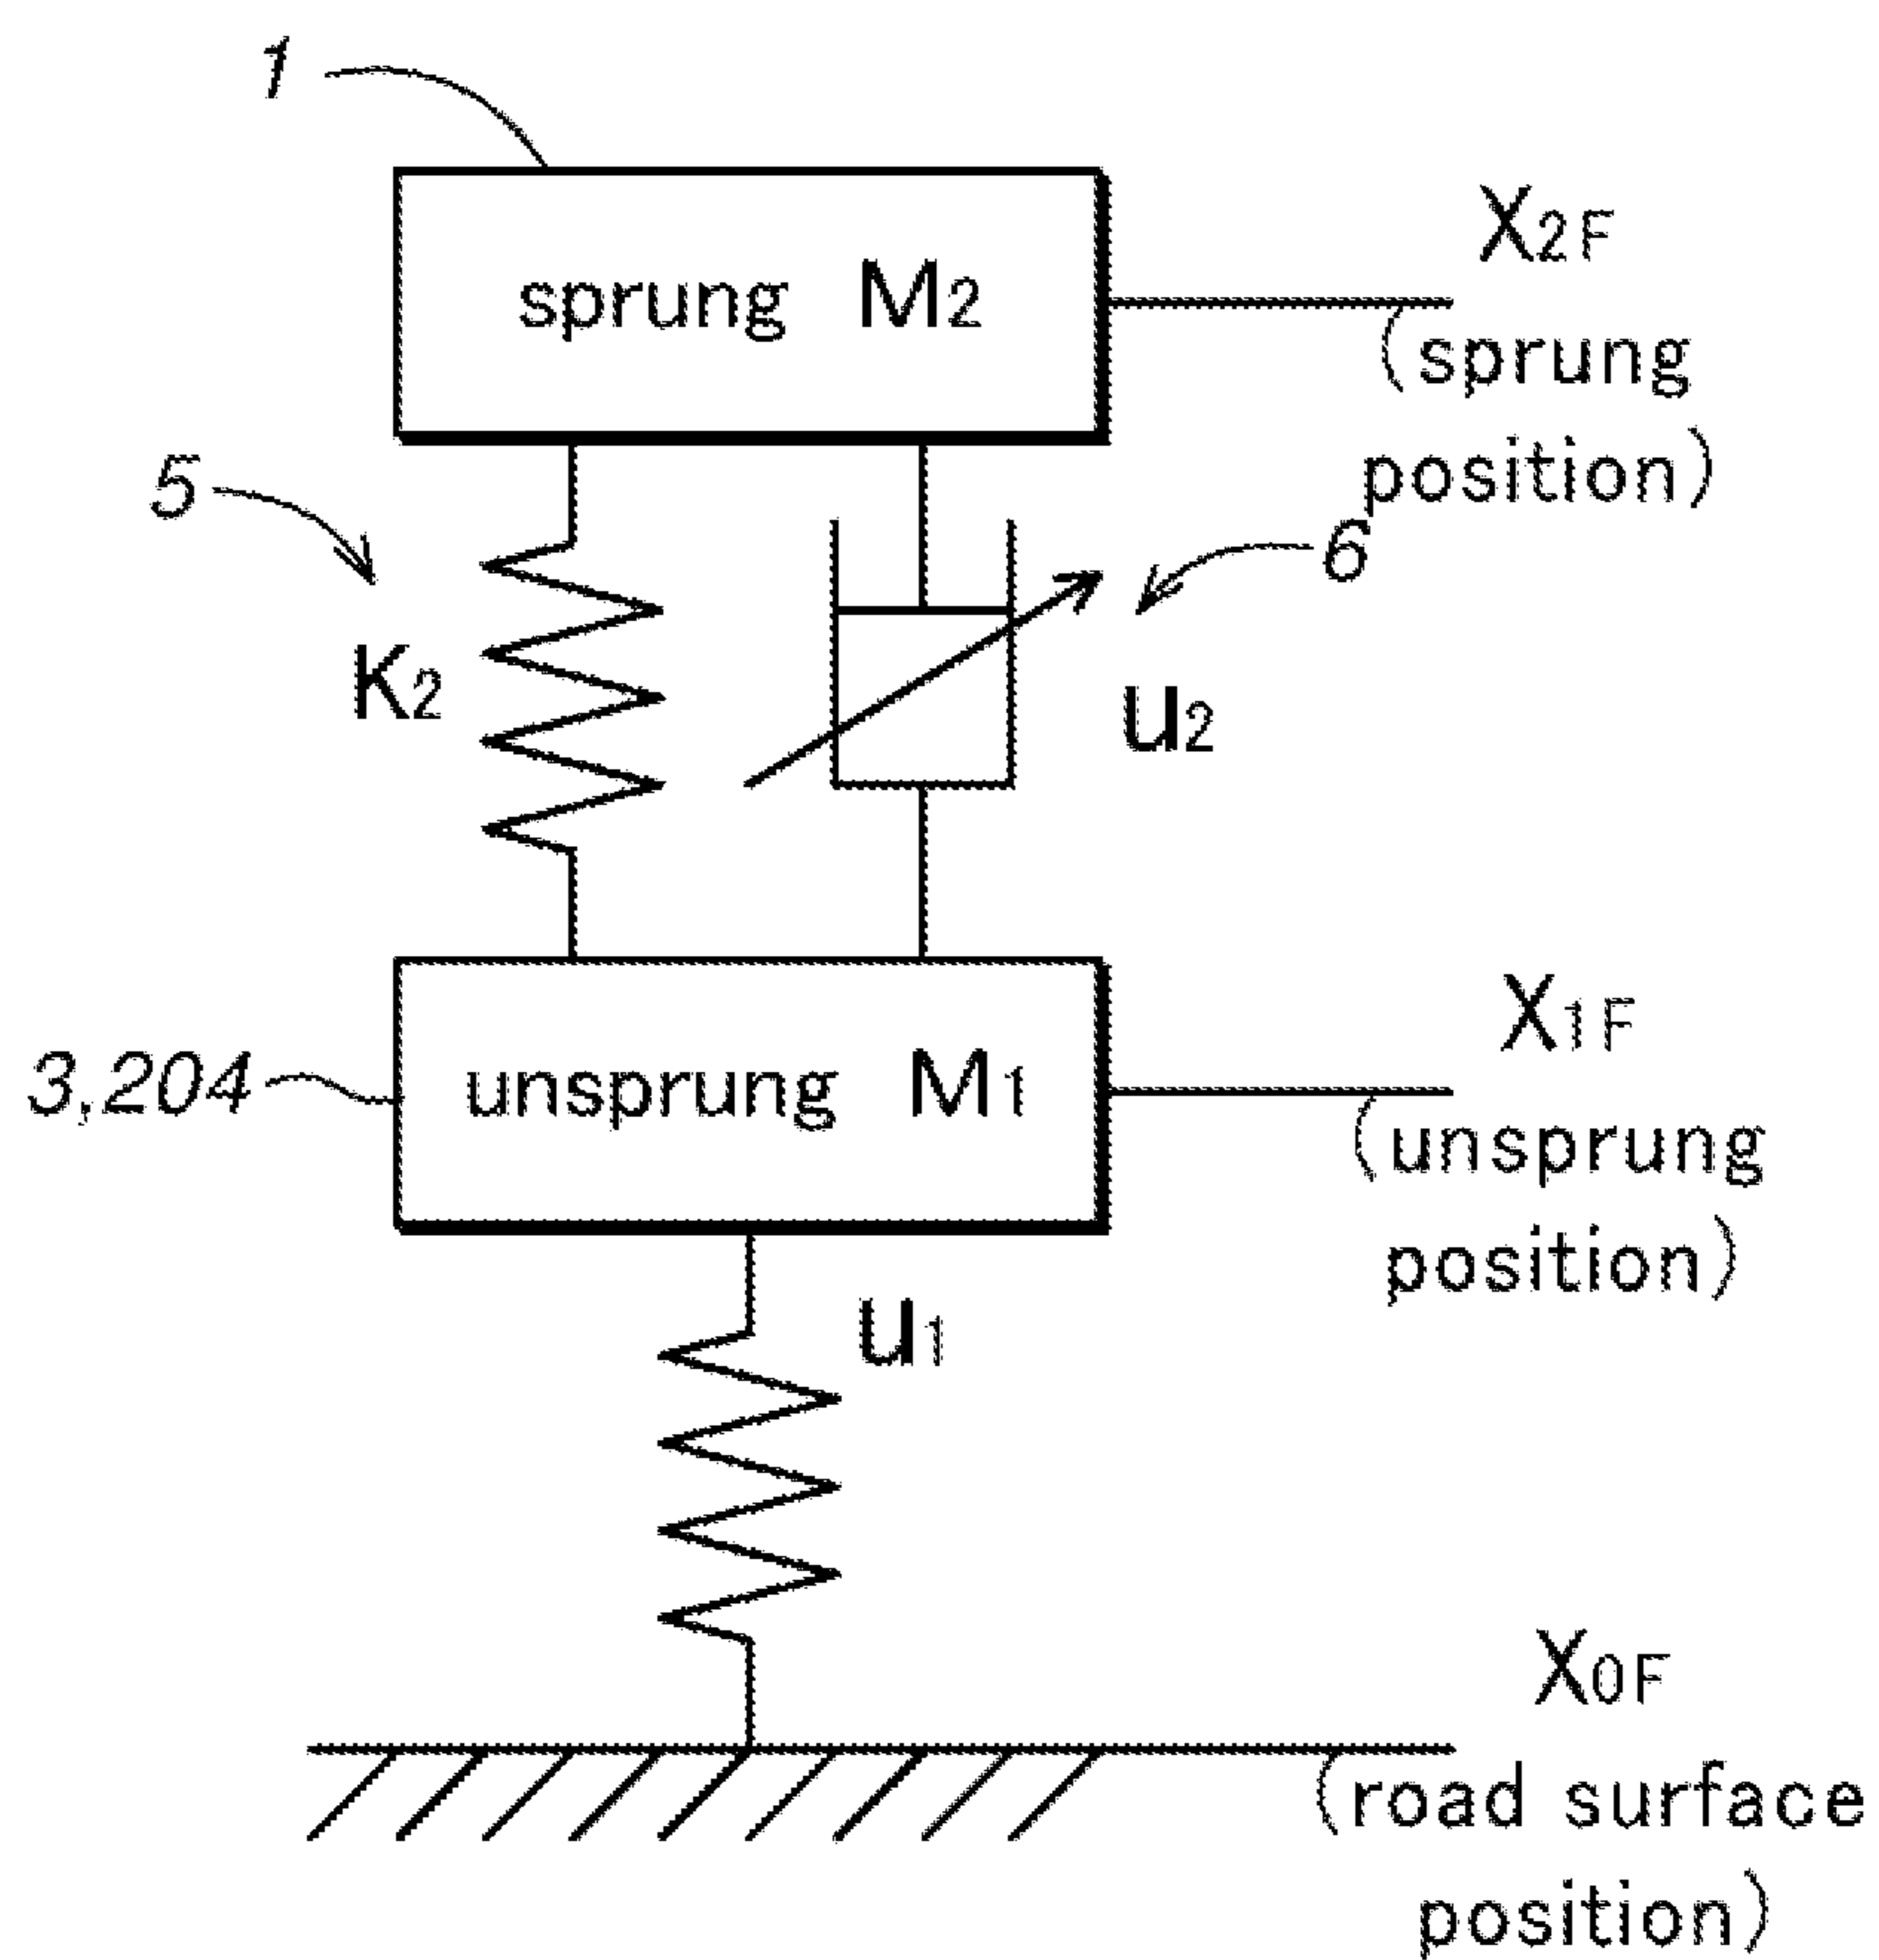 1
sprung M2
X2F
(sprung
position)
5
6
K2
u2
3,204
unsprung M1
X1F
(unsprung
position)
u1
X0F
(road surface
position)